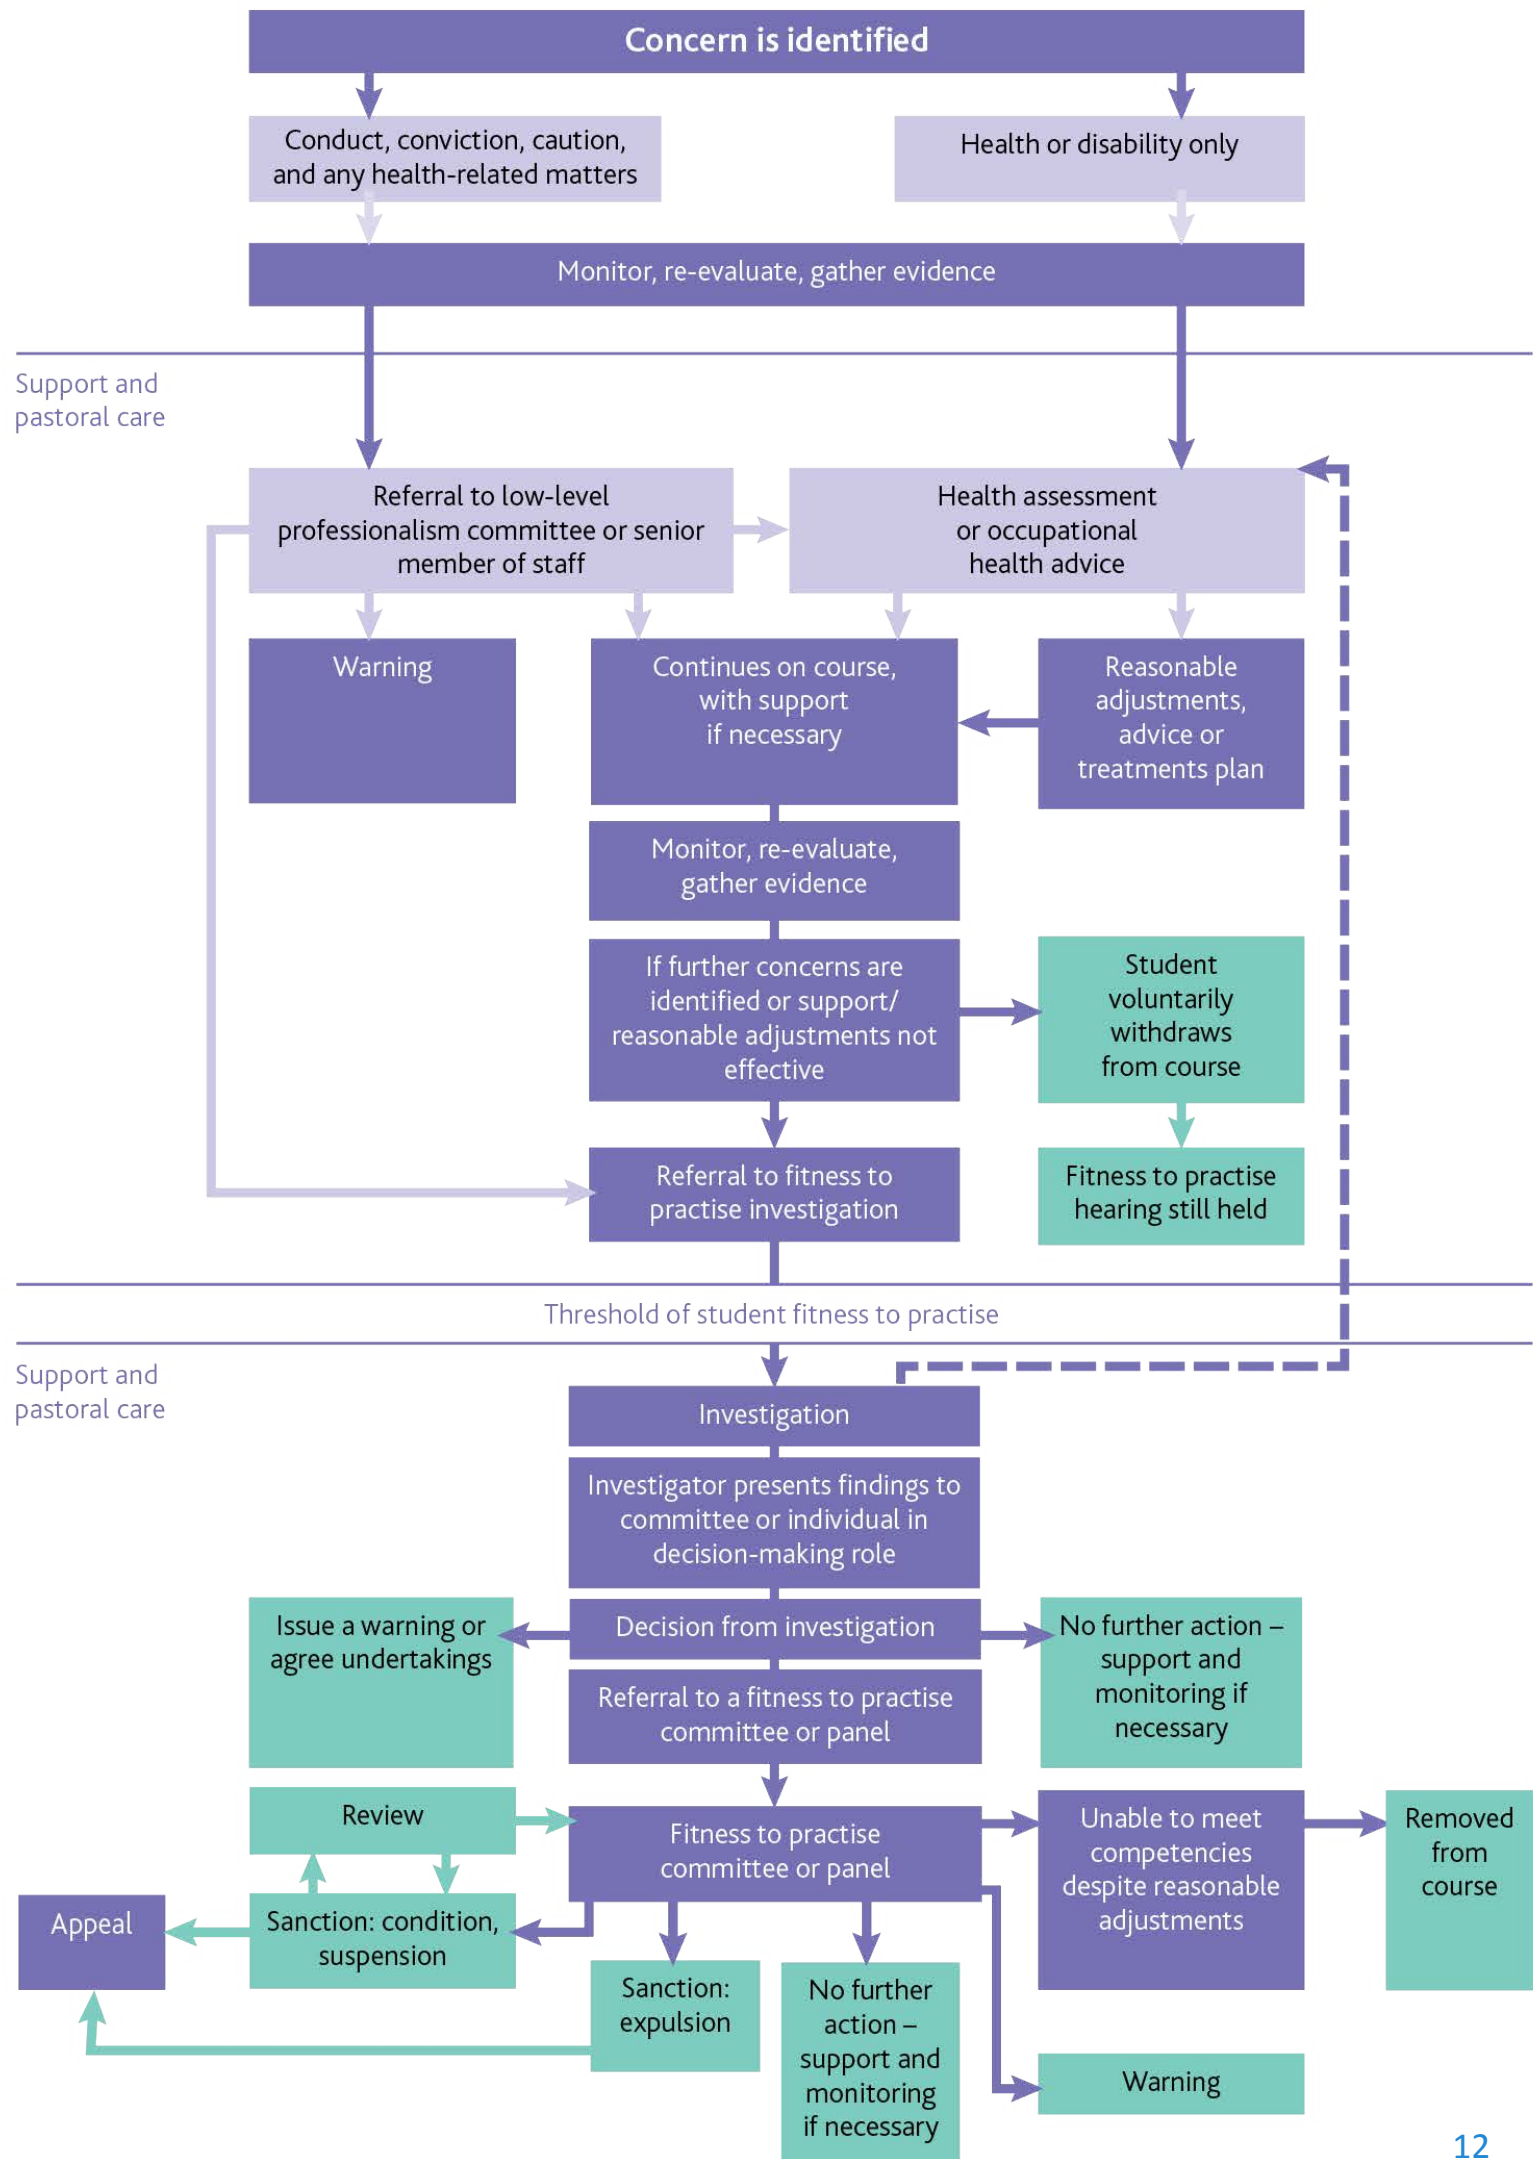 Concern is identified
Conduct, conviction, caution,
and any health-related matters
Health or disability only
Monitor, re-evaluate, gather evidence
Support and
pastoral care
Referral to low-level
professionalism committee or senior
member of staff
Health assessment
or occupational
health advice
Warning
Continues on course,
with support
if necessary
Reasonable
adjustments,
advice or
treatments plan
Monitor, re-evaluate,
gather evidence
If further concerns are
identified or support/
reasonable adjustments not
effective
Student
voluntarily
withdraws
from course
Referral to fitness to
practise investigation
Fitness to practise
hearing still held
Threshold of student fitness to practise
Support and
pastoral care
Investigation
Investigator presents findings to
committee or individual in
decision-making role
Issue a warning or
agree undertakings
Decision from investigation
No further action –
support and
monitoring if
necessary
Referral to a fitness to practise
committee or panel
Review
Fitness to practise
committee or panel
Unable to meet
competencies
despite reasonable
adjustments
Removed
from
course
Appeal
Sanction: condition,
suspension
Sanction:
expulsion
No further
action –
support and
monitoring
if necessary
Warning
12